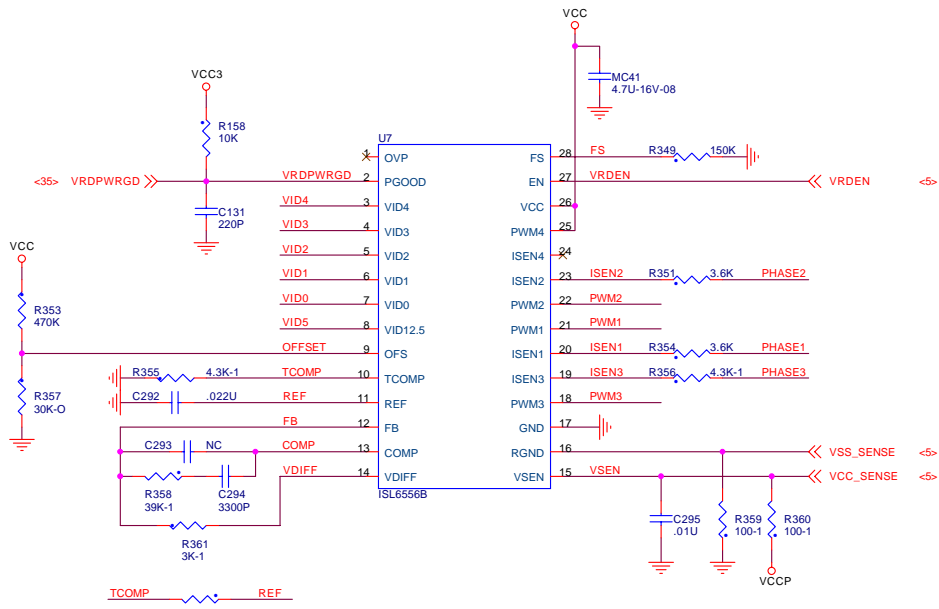 VCC
MC41
4.7U-16V-08
VCC3
R158
10K
U7
1 OVP FS 28 FS R349 150K
<35> VRDPWRGD VRDPWRGD 2 PGOOD EN 27 VRDEN VRDEN <5>
VID4 3 VID4 VCC 26
C131
220P
VID3 4 VID3 PWM4 25
VCC
VID2 5 VID2 ISEN4 24
VID1 6 VID1 ISEN2 23 ISEN2 R351 3.6K PHASE2
VID0 7 VID0 PWM2 22 PWM2
R353
470K
VID5 8 VID12.5 PWM1 21 PWM1
OFFSET 9 OFS ISEN1 20 ISEN1 R354 3.6K PHASE1
R355 4.3K-1 TCOMP 10 TCOMP ISEN3 19 ISEN3 R356 4.3K-1 PHASE3
R357
30K-O
C292 .022U REF 11 REF PWM3 18 PWM3
FB 12 FB GND 17
C293 NC COMP 13 COMP RGND 16 VSS_SENSE <5>
VDIFF 14 VDIFF VSEN 15 VSEN VCC_SENSE <5>
ISL6556B
R358
39K-1
C294
3300P
C295
.01U
R359
100-1
R360
100-1
R361
3K-1
VCCP
TCOMP REF